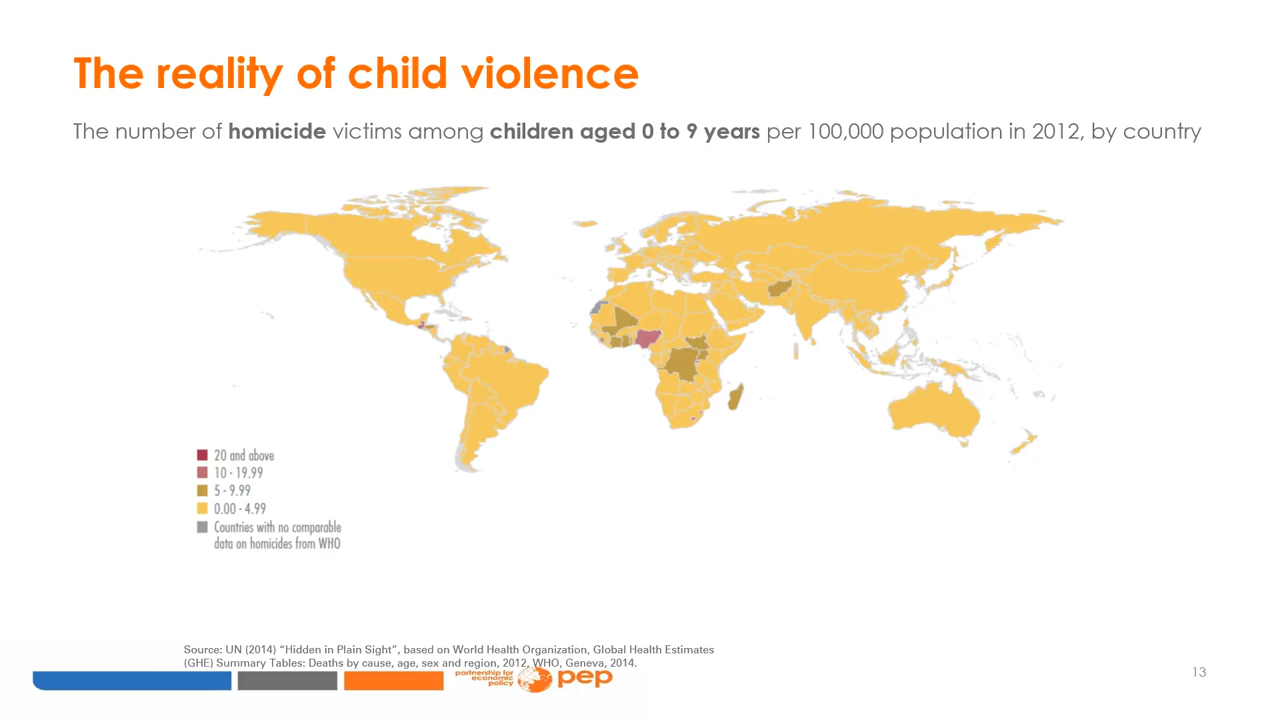 The reality of child violence
The number of homicide victims among children aged 0 to 9 years per 100,000 population in 2012, by country
20 and above
10 - 19.99
5 - 9.99
0.00 - 4.99
Countries with no comparable
data on homicides from WHO
Source: UN (2014) “Hidden in Plain Sight”, based on World Health Organization, Global Health Estimates
(GHE) Summary Tables: Deaths by cause, age, sex and region, 2012, WHO, Geneva, 2014.
partnership for
economic
policy
pep
13